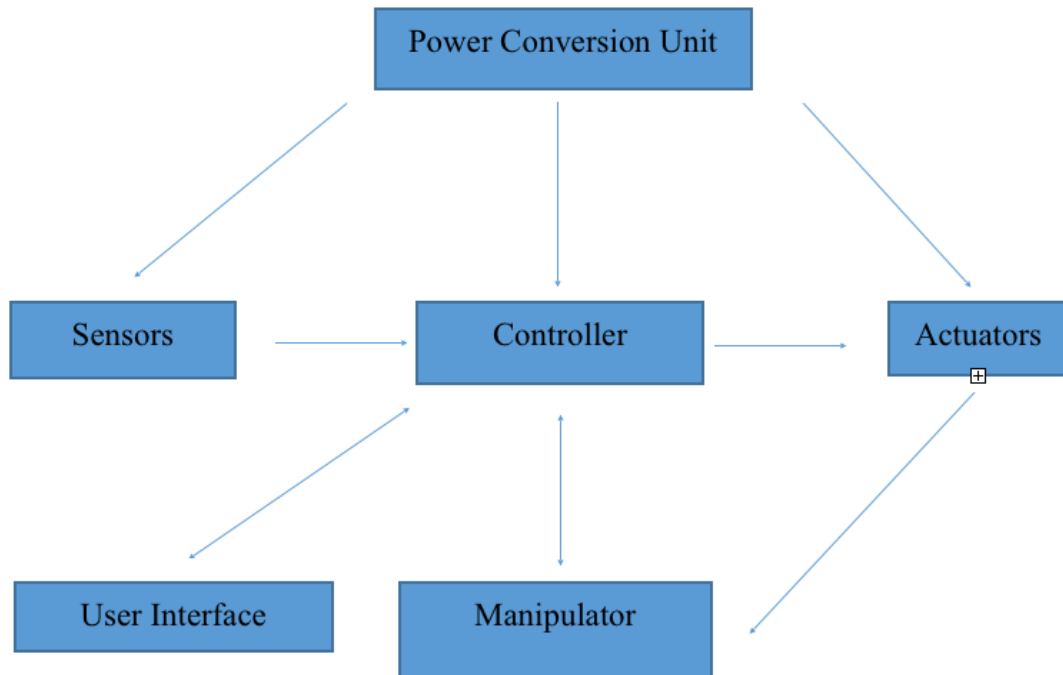 Power Conversion Unit
Sensors
Controller
Actuators
User Interface
Manipulator